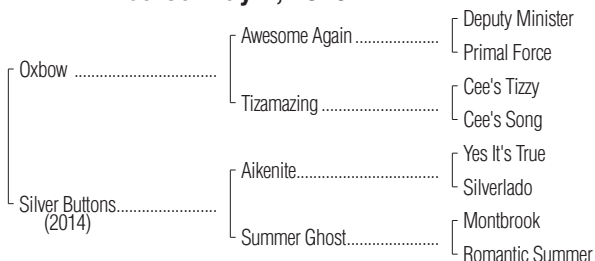 Deputy Minister
Awesome Again ....................
Primal Force
Oxbow ..................................
Cee's Tizzy
Tizamazing ............................
Cee's Song
Yes It's True
Aikenite..................................
Silverlado
Silver Buttons........................
(2014)
Montbrook
Summer Ghost.......................
Romantic Summer